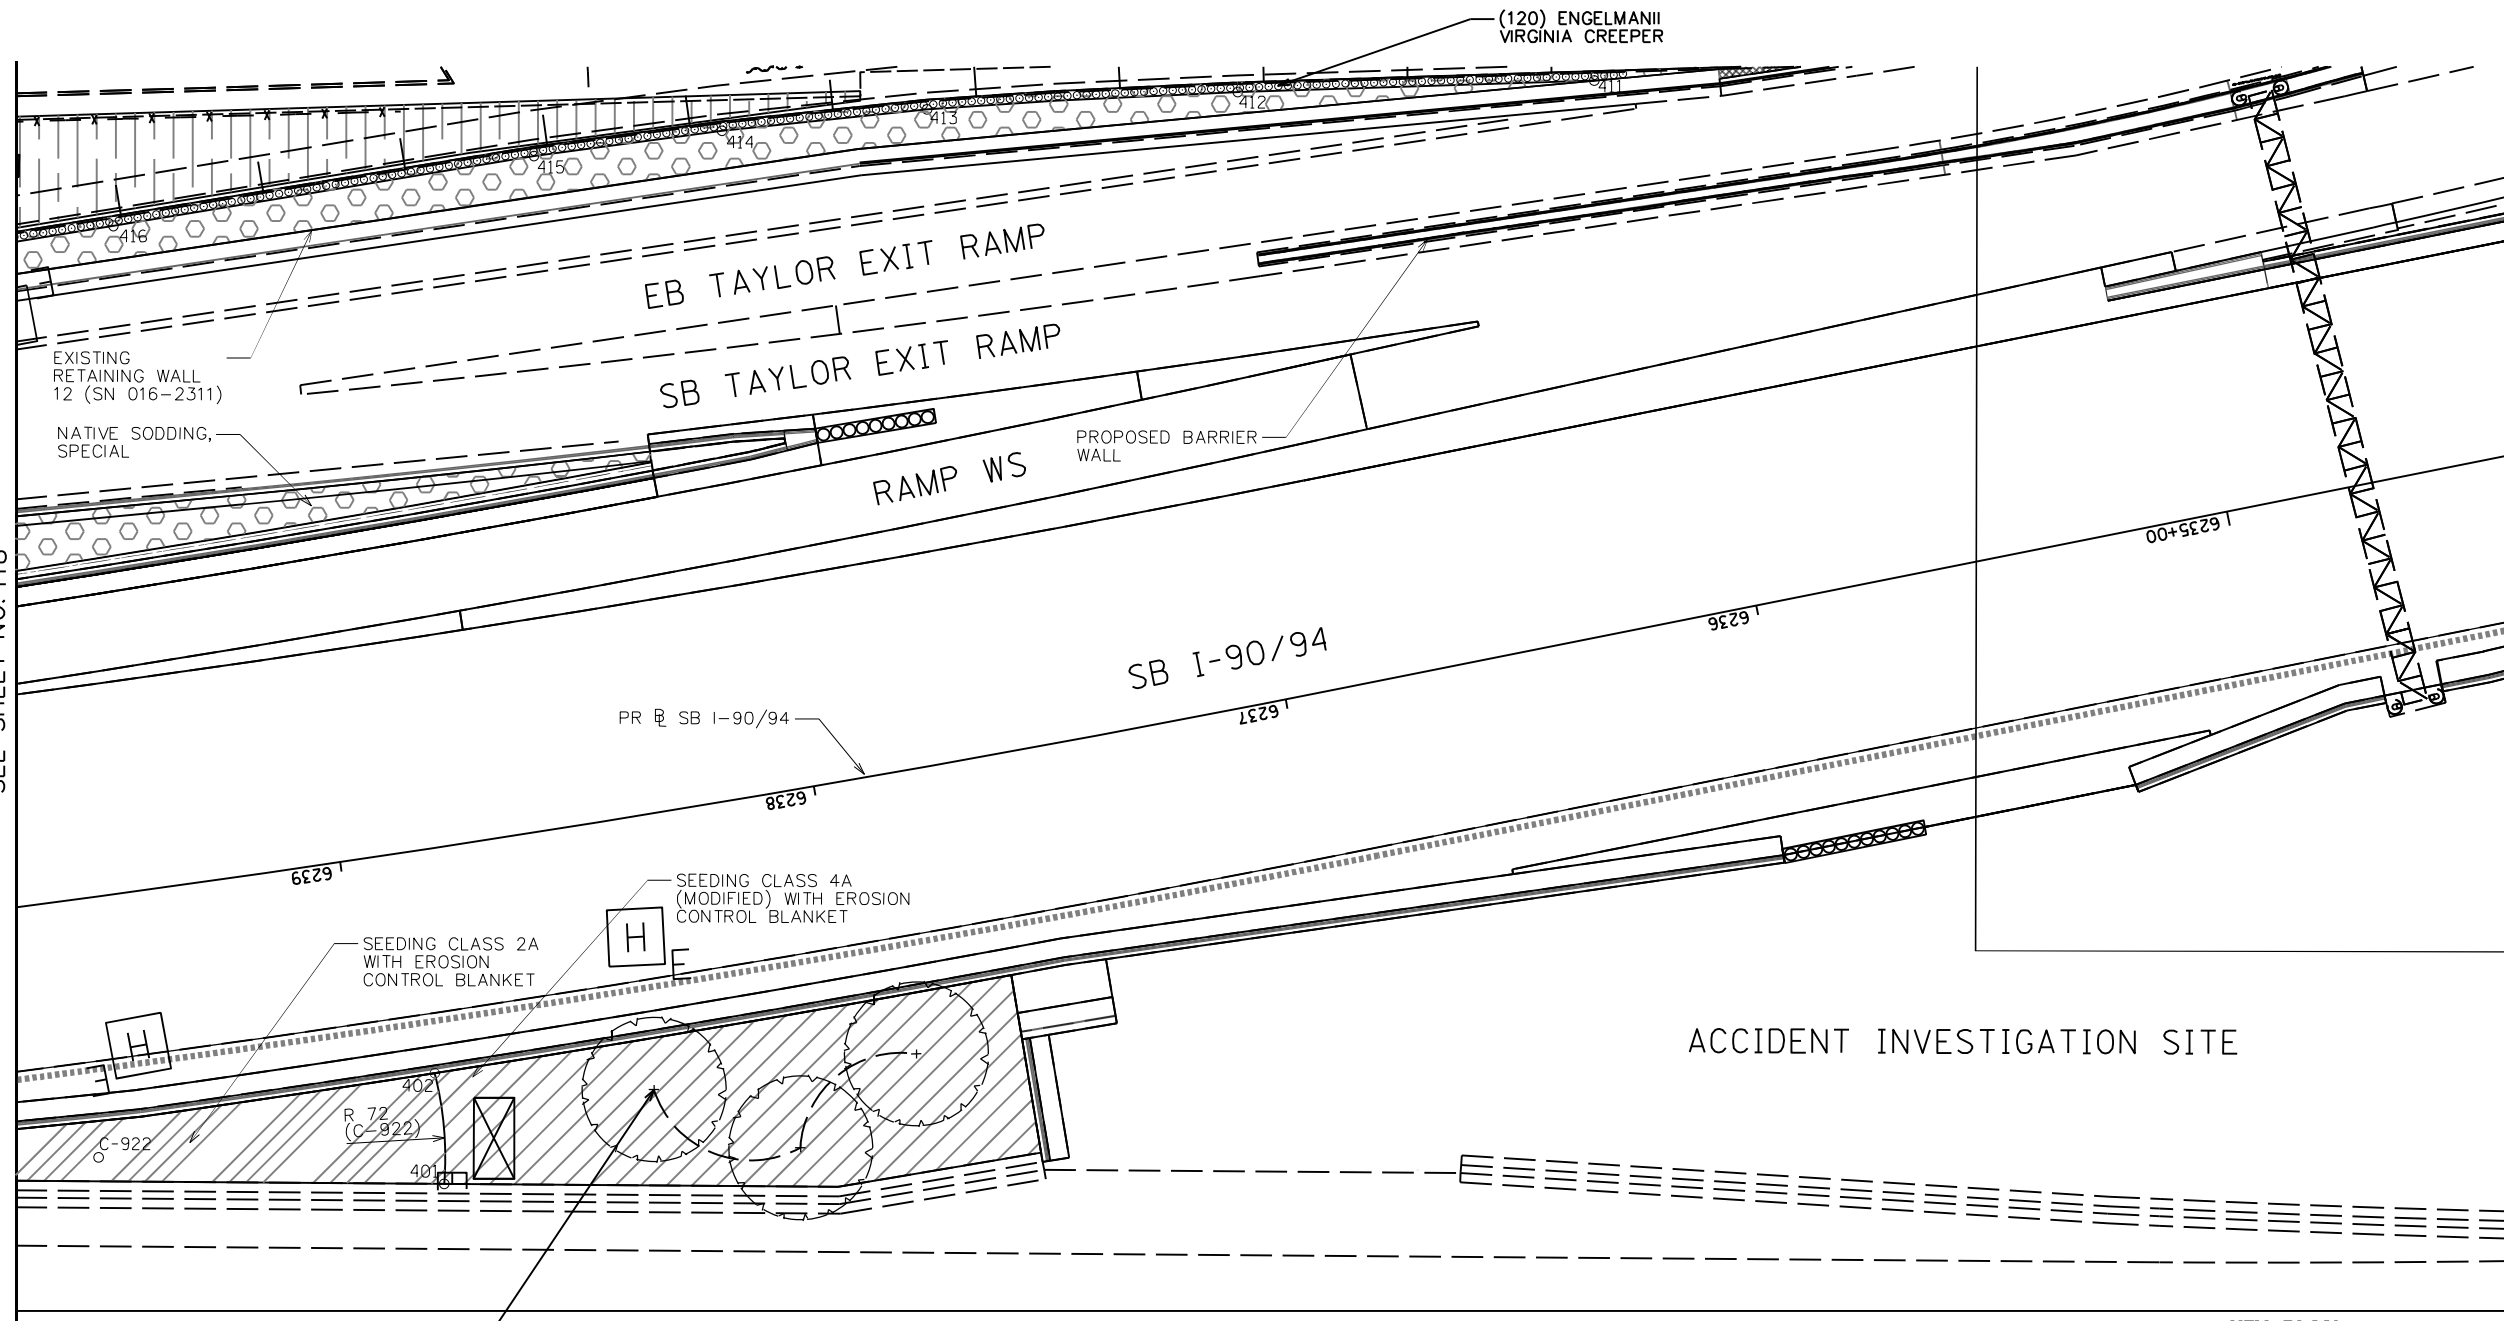 (120) ENGELMANII
VIRGINIA CREEPER
411
412
413
414
415
416
EB TAYLOR EXIT RAMP
SB TAYLOR EXIT RAMP
EXISTING
RETAINING WALL
12 (SN 016-2311)
NATIVE SODDING,
SPECIAL
PROPOSED BARRIER
WALL
RAMP WS
6235+00
6236
SB I-90/94
6237
PR BL SB I-90/94
6238
6239
SEEDING CLASS 4A
(MODIFIED) WITH EROSION
CONTROL BLANKET
H
SEEDING CLASS 2A
WITH EROSION
CONTROL BLANKET
H
ACCIDENT INVESTIGATION SITE
402
R 72
(C-922)
C-922
401